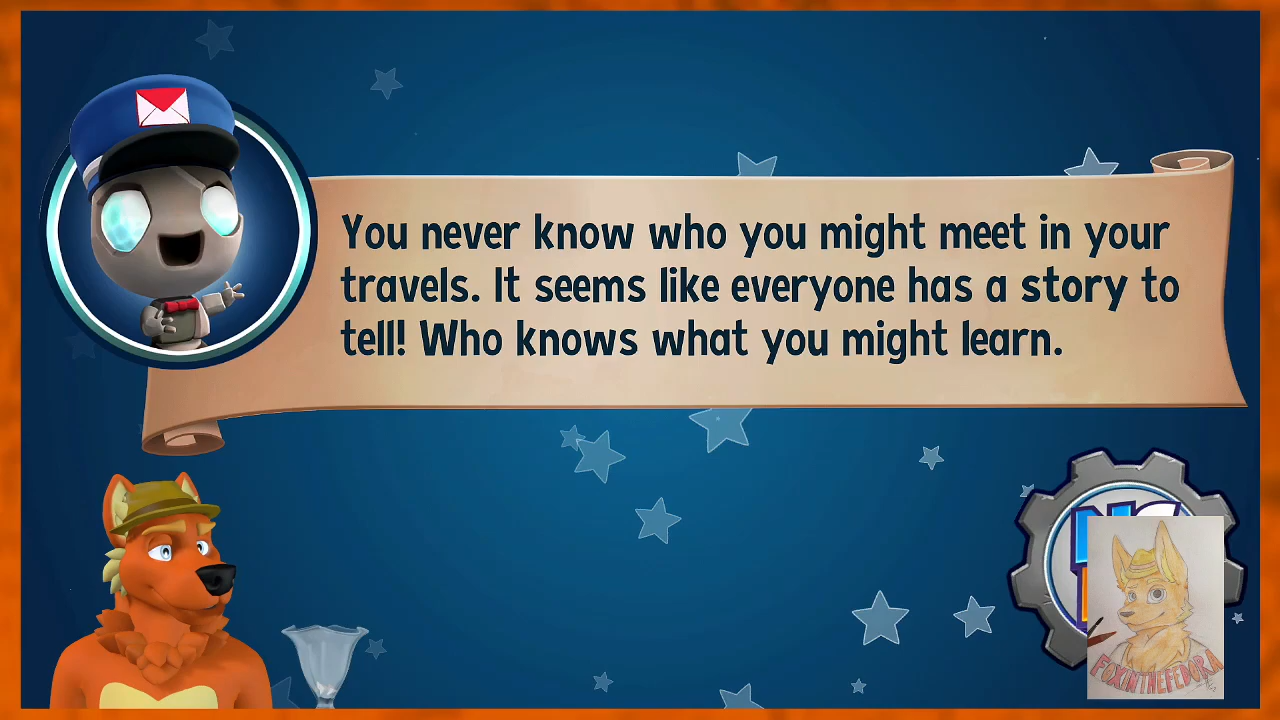 You never know who you might meet in your
travels. It seems like everyone has a story to
tell! Who knows what you might learn.
FOXINTHEFEDORA